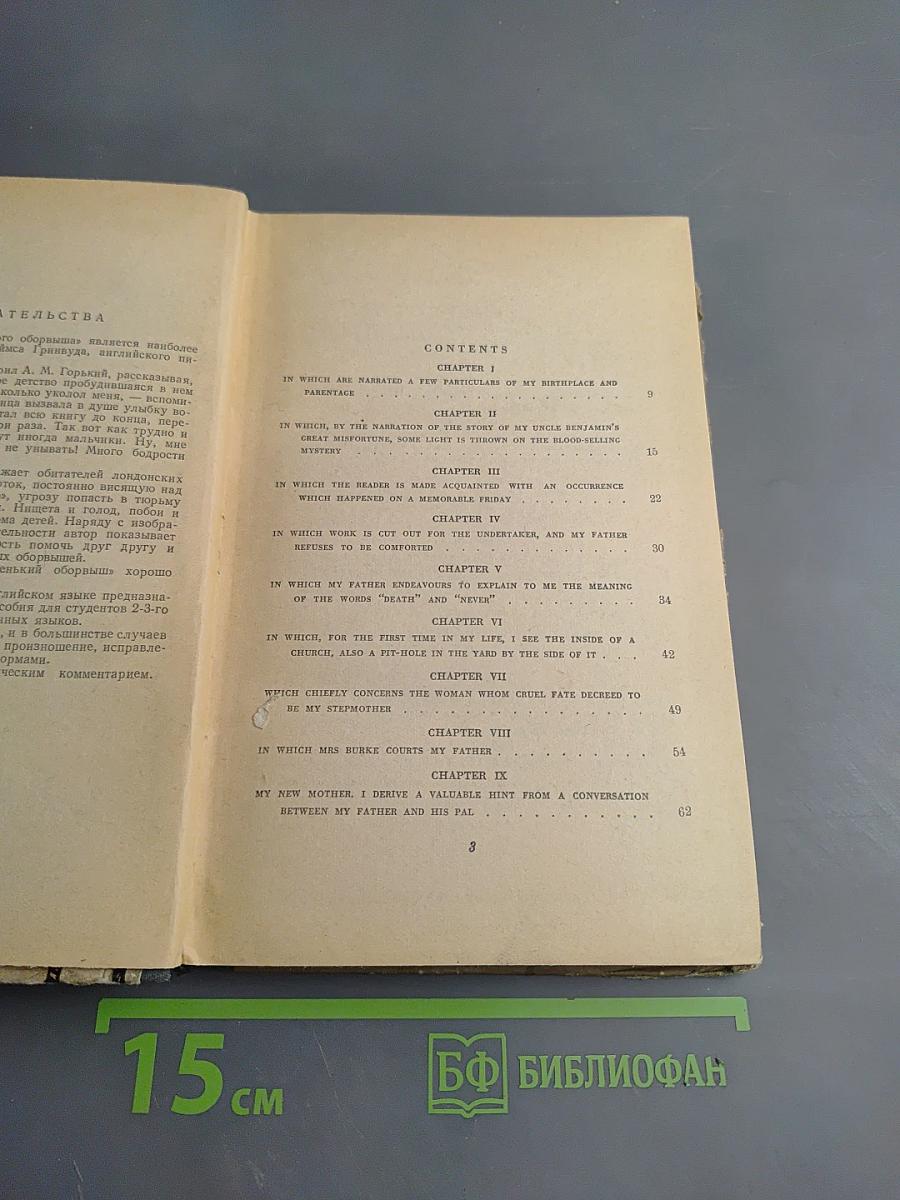 АТЕЛЬСТВА
го оборвыша» является наиболее
ймса Гринвуда, английского пи-
рил А. М. Горький, рассказывая,
ое детство пробудившаяся в нем
сколько уколол меня, — вспоми-
ница вызвала в душе улыбку во-
тал всю книгу до конца, пере-
ри раза. Так вот как трудно и
ут иногда мальчики. Ну, мне
не унывать! Много бодрости
жает обитателей лондонских
оток, постоянно висящую над
», угрозу попасть в тюрьму
. Нищета и голод, побои и
ма детей. Наряду с изобра-
ельности автор показывает
ость помочь друг другу и
ых оборвышей.
енький оборвыш» хорошо
глийском языке предназна-
собия для студентов 2-3-го
нных языков.
, и в большинстве случаев
произношение, исправле-
ормами.
ческим комментарием.
CONTENTS
CHAPTER I
IN WHICH ARE NARRATED A FEW PARTICULARS OF MY BIRTHPLACE AND
PARENTAGE . . . . . . . . . . . . . . . . . . . 9
CHAPTER II
IN WHICH, BY THE NARRATION OF THE STORY OF MY UNCLE BENJAMIN'S
GREAT MISFORTUNE, SOME LIGHT IS THROWN ON THE BLOOD-SELLING
MYSTERY . . . . . . . . . . . . . . . . . . . 15
CHAPTER III
IN WHICH THE READER IS MADE ACQUAINTED WITH AN OCCURRENCE
WHICH HAPPENED ON A MEMORABLE FRIDAY . . . . . . . . 22
CHAPTER IV
IN WHICH WORK IS CUT OUT FOR THE UNDERTAKER, AND MY FATHER
REFUSES TO BE COMFORTED . . . . . . . . . . . . . 30
CHAPTER V
IN WHICH MY FATHER ENDEAVOURS TO EXPLAIN TO ME THE MEANING
OF THE WORDS "DEATH" AND "NEVER" . . . . . . . . . 34
CHAPTER VI
IN WHICH, FOR THE FIRST TIME IN MY LIFE, I SEE THE INSIDE OF A
CHURCH, ALSO A PIT-HOLE IN THE YARD BY THE SIDE OF IT . . . 42
CHAPTER VII
WHICH CHIEFLY CONCERNS THE WOMAN WHOM CRUEL FATE DECREED TO
BE MY STEPMOTHER . . . . . . . . . . . . . . . . 49
CHAPTER VIII
IN WHICH MRS BURKE COURTS MY FATHER . . . . . . . . . . 54
CHAPTER IX
MY NEW MOTHER. I DERIVE A VALUABLE HINT FROM A CONVERSATION
BETWEEN MY FATHER AND HIS PAL . . . . . . . . . . . 62
3
15 см
БФ БИБЛИОФАН